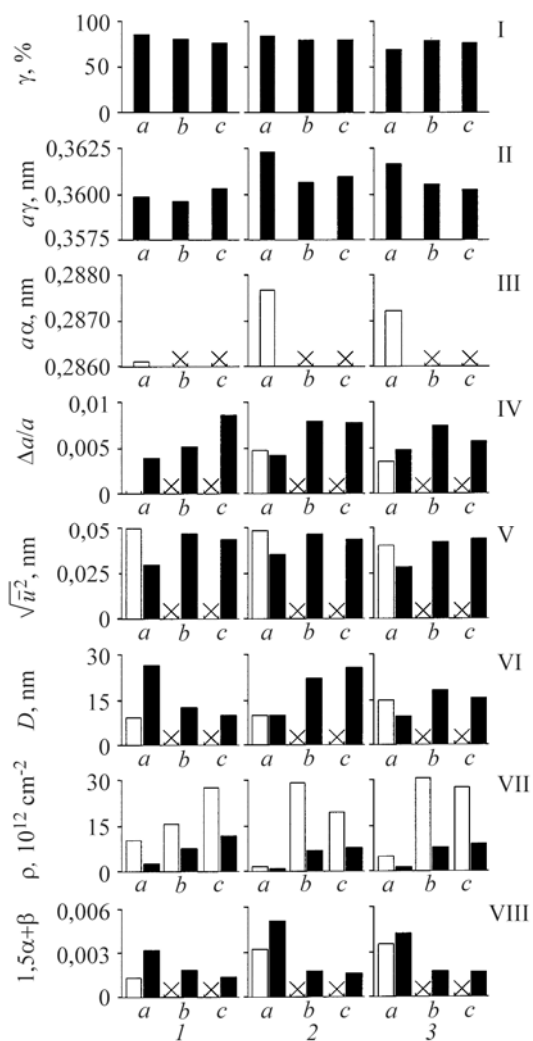 γ, %
100
50
0
a b c a b c a b c
I
aγ, nm
0,3625
0,3600
0,3575
a b c a b c a b c
II
aα, nm
0,2880
0,2870
0,2860
a b c a b c a b c
III
Δa/a
0,01
0,005
0
a b c a b c a b c
IV
√ū², nm
0,05
0,025
0
a b c a b c a b c
V
D, nm
30
15
0
a b c a b c a b c
VI
ρ, 10¹² cm⁻²
30
15
0
a b c a b c a b c
VII
1,5α+β
0,006
0,003
0
a b c a b c a b c
VIII
1 2 3